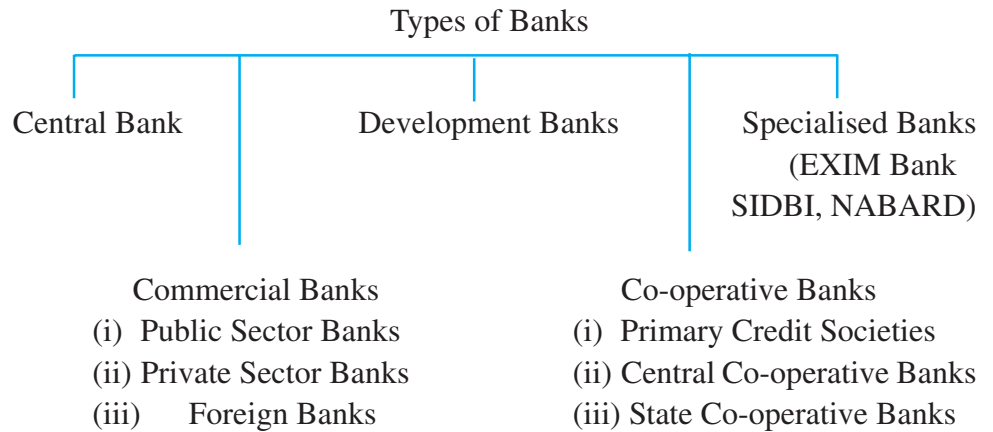 Types of Banks
Central Bank
Development Banks
Specialised Banks
(EXIM Bank
SIDBI, NABARD)
Commercial Banks
(i) Public Sector Banks
(ii) Private Sector Banks
(iii) Foreign Banks
Co-operative Banks
(i) Primary Credit Societies
(ii) Central Co-operative Banks
(iii) State Co-operative Banks